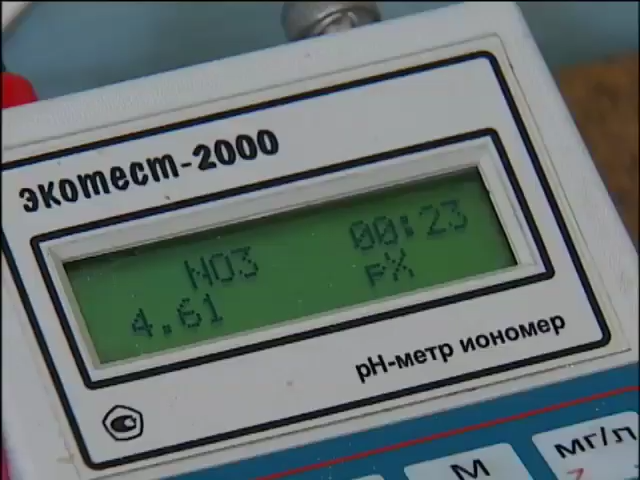 экотест-2000
NO3 00:23
4.61 pX
pH-метр иономер
М
мг/л